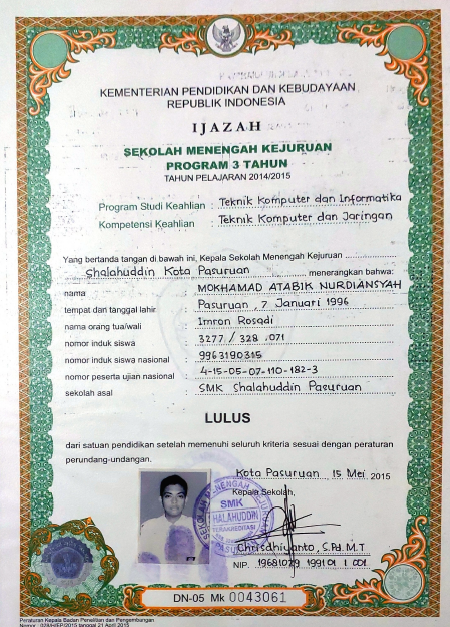 KEMENTERIAN PENDIDIKAN DAN KEBUDAYAAN
REPUBLIK INDONESIA
IJAZAH
SEKOLAH MENENGAH KEJURUAN
PROGRAM 3 TAHUN
TAHUN PELAJARAN 2014/2015
Program Studi Keahlian : Teknik Komputer dan Informatika
Kompetensi Keahlian : Teknik Komputer dan Jaringan
Yang bertanda tangan di bawah ini, Kepala Sekolah Menengah Kejuruan
Shalahuddin Kota Pasuruan menerangkan bahwa:
nama : MOKHAMAD ATABIK NURDIANSYAH
tempat dan tanggal lahir : Pasuruan, 7 Januari 1996
nama orang tua/wali : Imron Rosadi
nomor induk siswa : 3277 / 328 .071
nomor induk siswa nasional : 9963190315
nomor peserta ujian nasional : 4-15-05-07-110-182-3
sekolah asal : SMK Shalahuddin Pasuruan
LULUS
dari satuan pendidikan setelah memenuhi seluruh kriteria sesuai dengan peraturan
perundang-undangan.
Kota Pasuruan, 15 Mei 2015
Kepala Sekolah,
SMK
SHALAHUDDIN
TERAKREDITASI
Chrisdhiyanto, S.Pd. M.T
NIP. 19681029 199101 1 001
DN-05 Mk 0043061
Peraturan Kepala Badan Penelitian dan Pengembangan
Nomor : 028/H/EP/2015 tanggal 21 April 2015